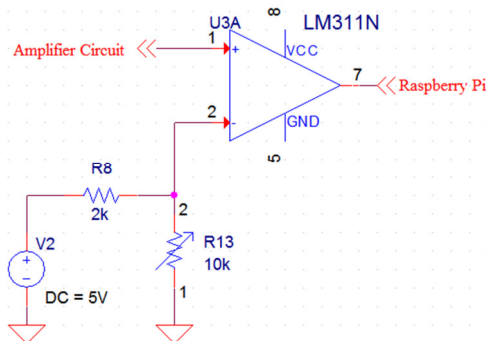 U3A
8
LM311N
Amplifier Circuit
1
+
VCC
7
Raspberry Pi
2
-
GND
5
R8
2k
2
R13
10k
1
V2
+
-
DC = 5V